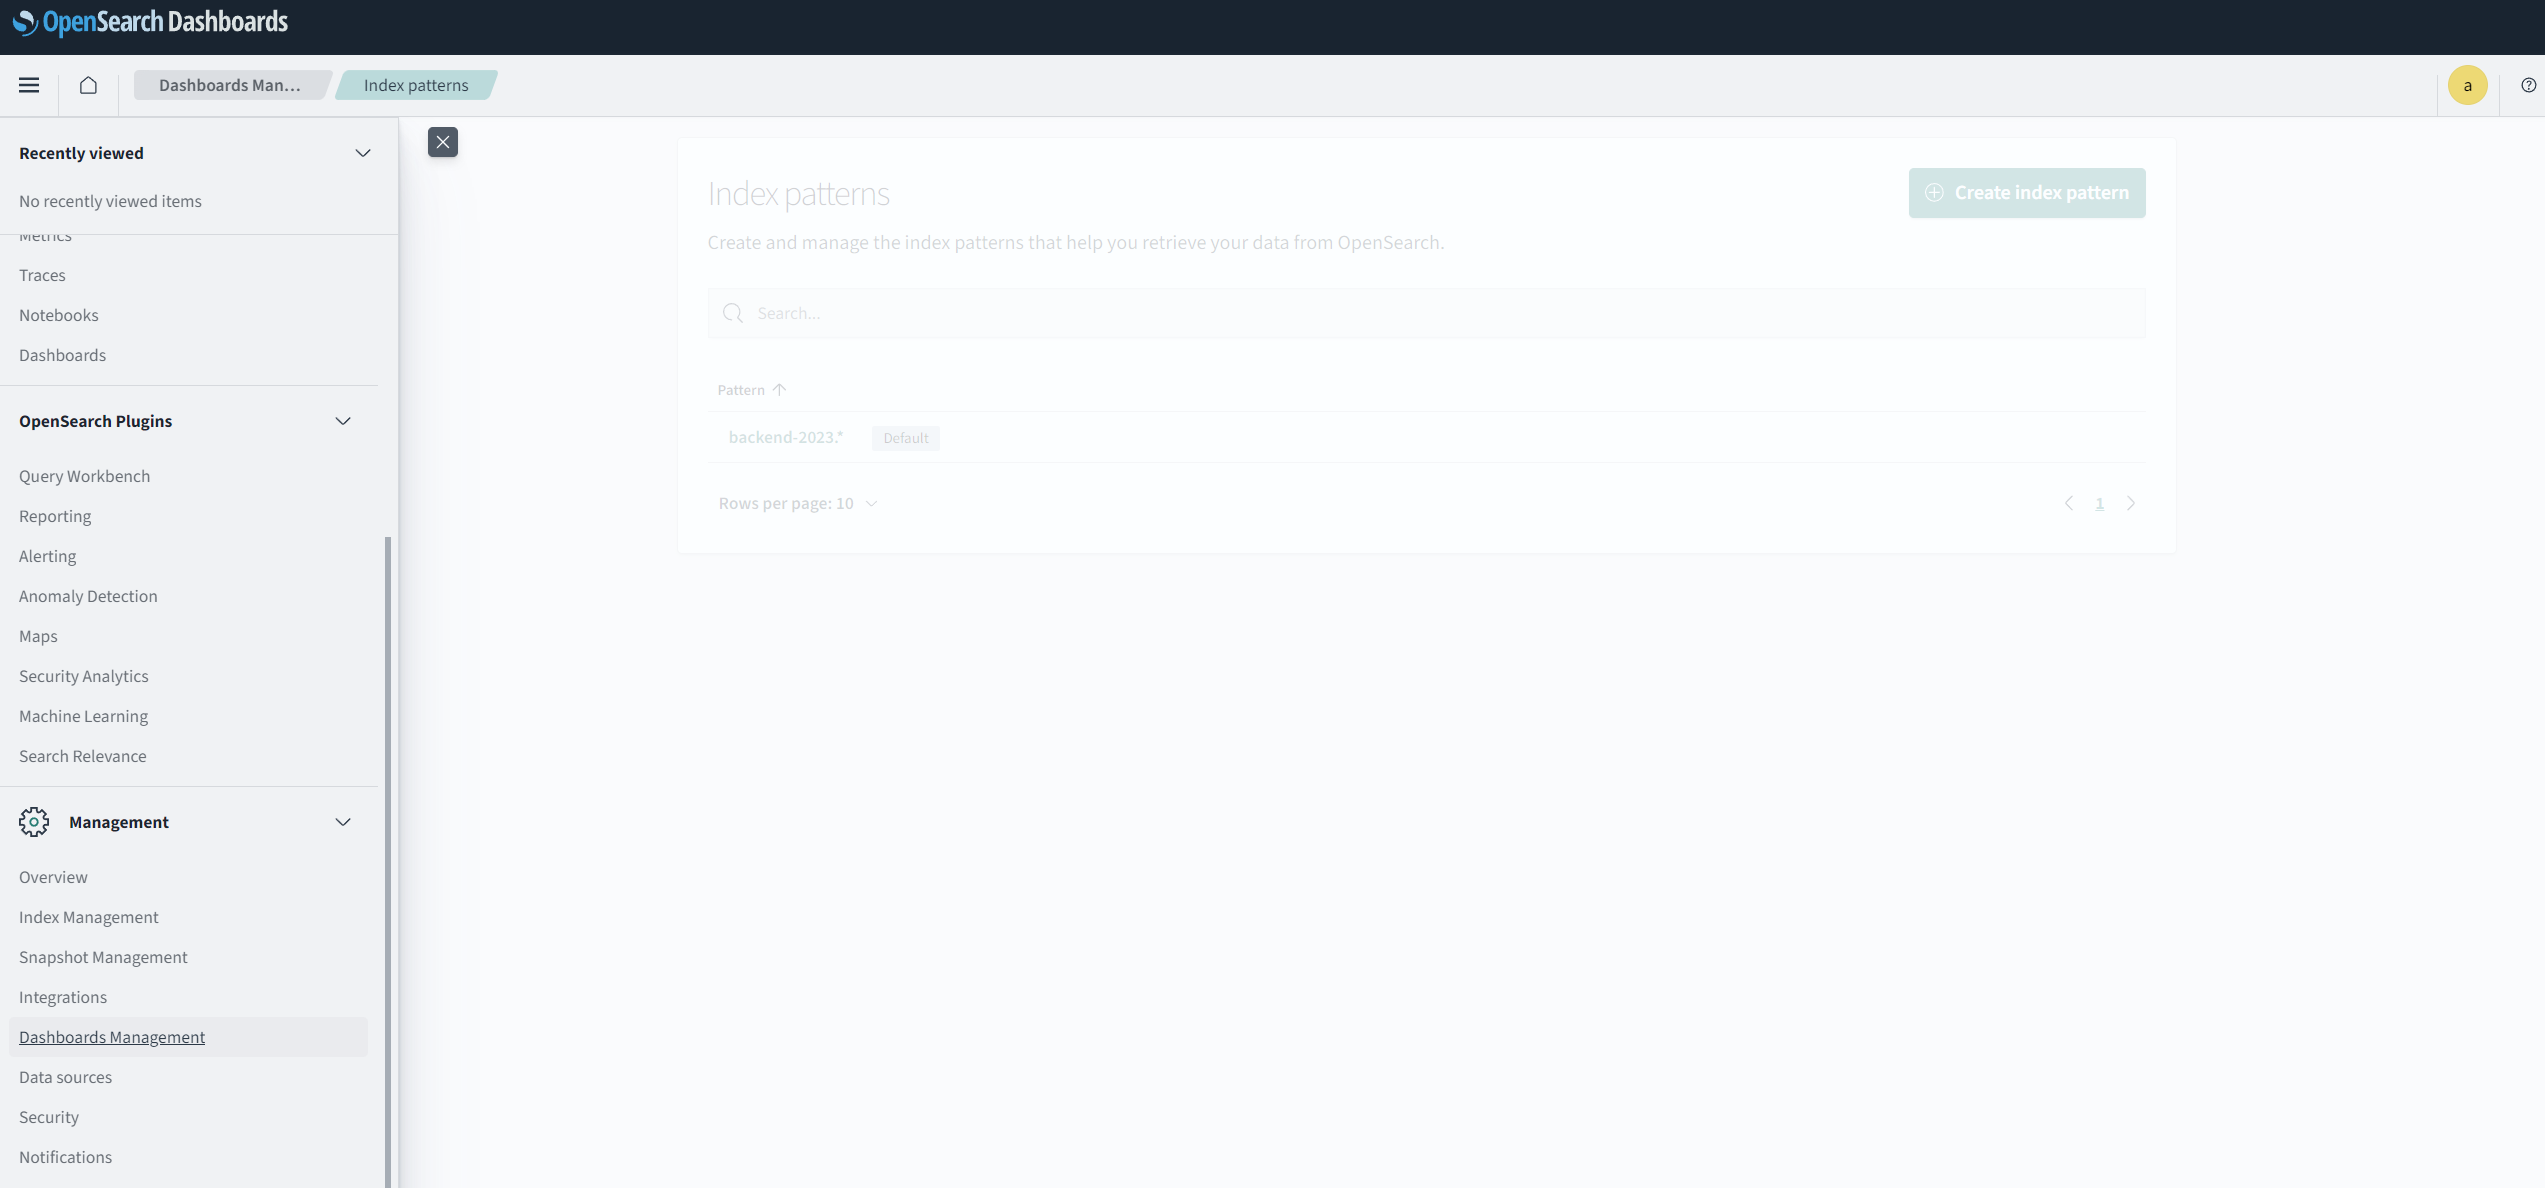 OpenSearch Dashboards
Dashboards Man...
Index patterns
a
Recently viewed
No recently viewed items
Metrics
Traces
Notebooks
Dashboards
OpenSearch Plugins
Query Workbench
Reporting
Alerting
Anomaly Detection
Maps
Security Analytics
Machine Learning
Search Relevance
Management
Overview
Index Management
Snapshot Management
Integrations
Dashboards Management
Data sources
Security
Notifications
Index patterns
Create index pattern
Create and manage the index patterns that help you retrieve your data from OpenSearch.
Search...
Pattern
backend-2023.* Default
Rows per page: 10
1